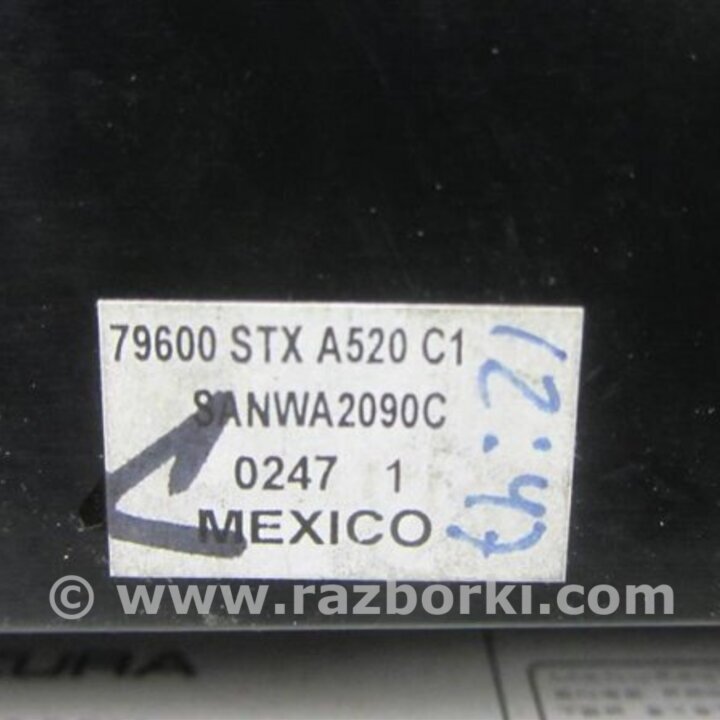 79600 STX A520 C1
SANWA2090C
0247 1
MEXICO
© www.razborki.com